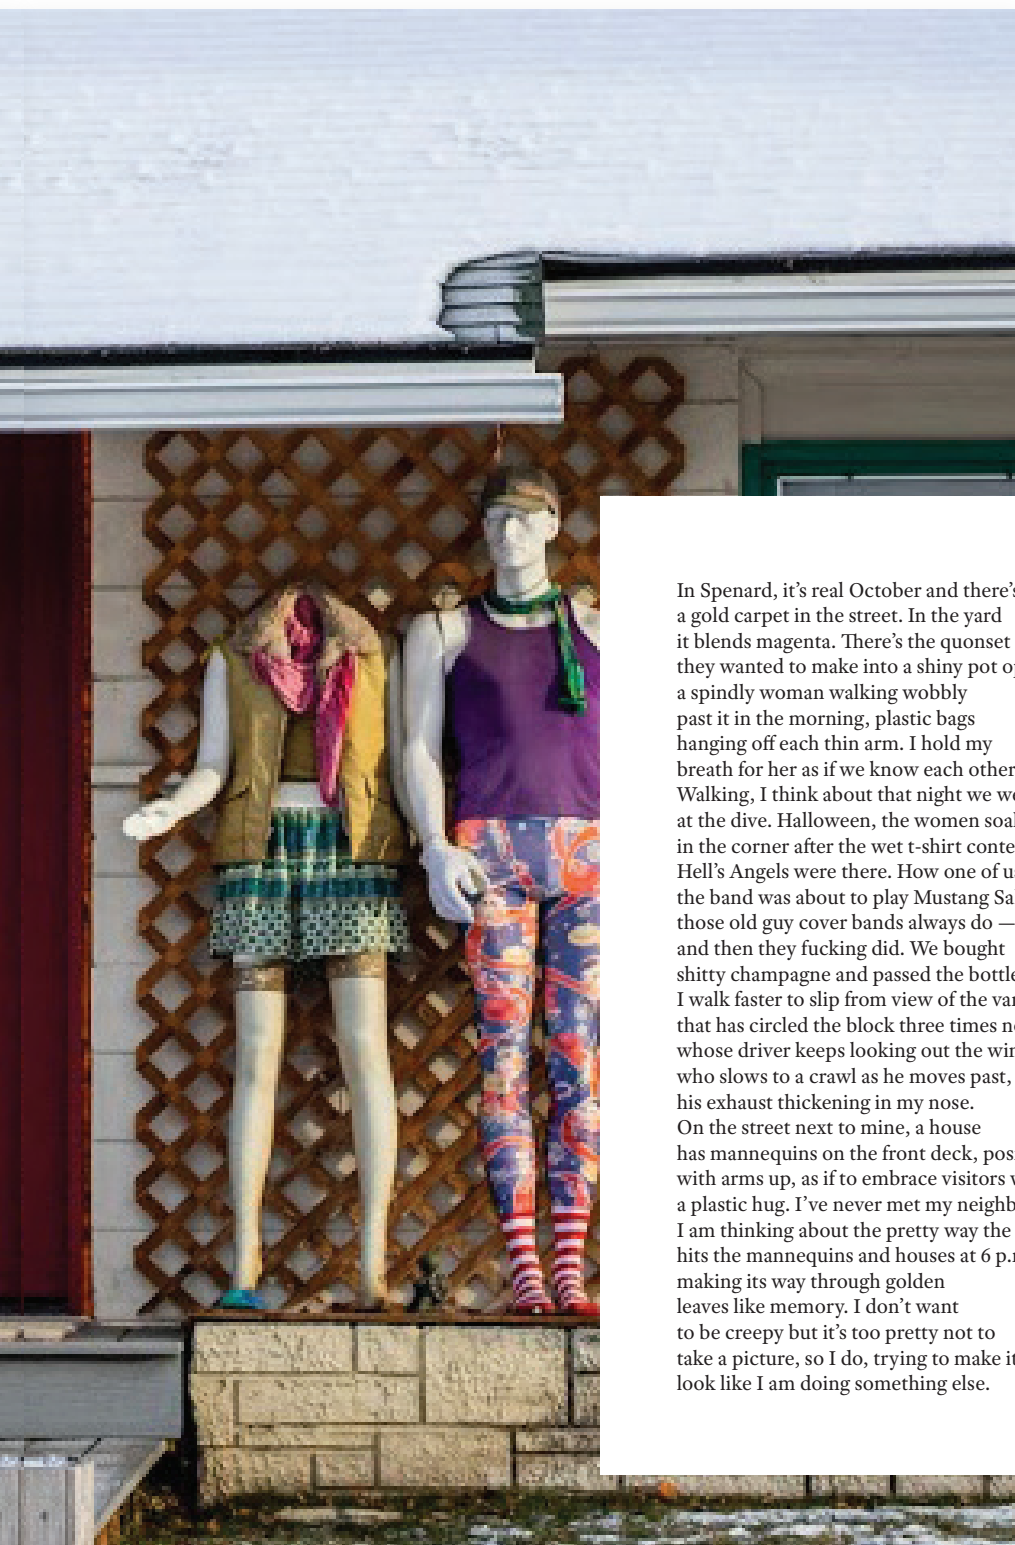 In Spenard, it’s real October and there’s
a gold carpet in the street. In the yard
it blends magenta. There’s the quonset
they wanted to make into a shiny pot
a spindly woman walking wobbly
past it in the morning, plastic bags
hanging off each thin arm. I hold my
breath for her as if we know each other
Walking, I think about that night we
at the dive. Halloween, the women
in the corner after the wet t-shirt
Hell’s Angels were there. How one of
the band was about to play Mustang
those old guy cover bands always do —
and then they fucking did. We bought
shitty champagne and passed the bottle
I walk faster to slip from view of the
that has circled the block three times
whose driver keeps looking out the
who slows to a crawl as he moves past,
his exhaust thickening in my nose.
On the street next to mine, a house
has mannequins on the front deck,
with arms up, as if to embrace visitors
a plastic hug. I’ve never met my
I am thinking about the pretty way the
hits the mannequins and houses at 6
making its way through golden
leaves like memory. I don’t want
to be creepy but it’s too pretty not to
take a picture, so I do, trying to make it
look like I am doing something else.